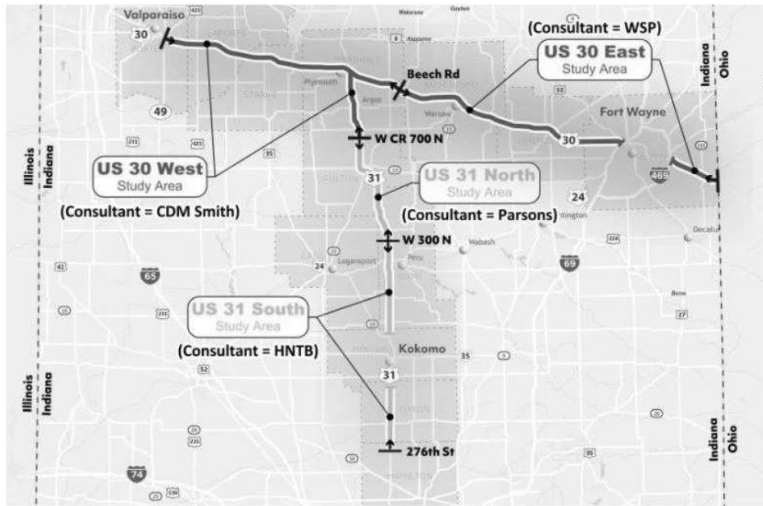 Valparaiso
(Consultant = WSP)
US 30 East
Study Area
Indiana
Ohio
30
6
Beech Rd
Plymouth
Argos
Warsaw
Fort Wayne
49
30
W CR 700 N
US 30 West
Study Area
(Consultant = CDM Smith)
Illinois
Indiana
31
US 31 North
Study Area
(Consultant = Parsons)
469
24
Decatu
W 300 N
24
Logansport
Peru
Wabash
224
65
69
US 31 South
Study Area
(Consultant = HNTB)
27
Kokomo
35
31
52
Illinois
Indiana
276th St
Indiana
Ohio
35
74